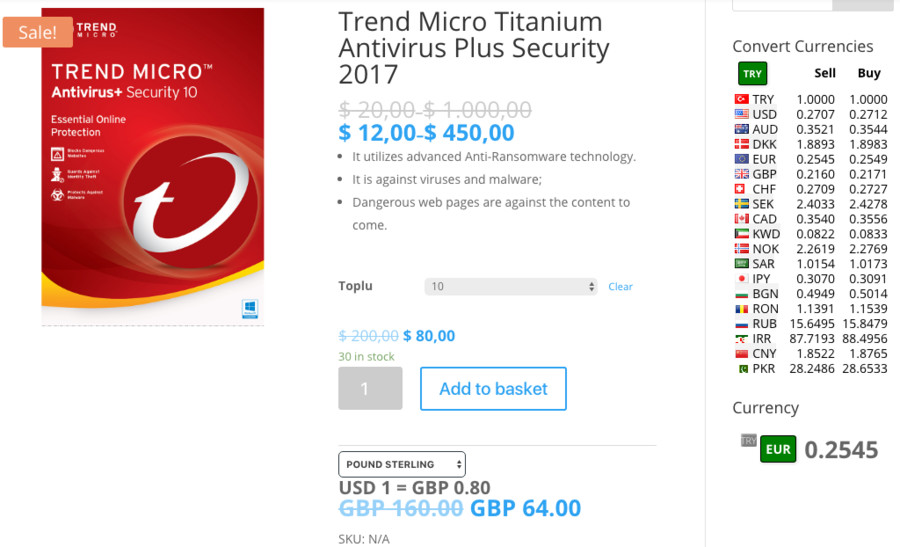 Sale!
TREND
MICRO
TREND MICRO™
Antivirus+ Security 10
Essential Online
Protection
Blocks Dangerous
Websites
Guards Against
Identity Theft
Protects Against
Malware
Trend Micro Titanium
Antivirus Plus Security
2017
$ 20,00-$ 1.000,00
$ 12,00-$ 450,00
It utilizes advanced Anti-Ransomware technology.
It is against viruses and malware;
Dangerous web pages are against the content to
come.
Toplu 10 Clear
$ 200,00 $ 80,00
30 in stock
1 Add to basket
POUND STERLING
USD 1 = GBP 0.80
GBP 160.00 GBP 64.00
SKU: N/A
Convert Currencies
TRY Sell Buy
TRY 1.0000 1.0000
USD 0.2707 0.2712
AUD 0.3521 0.3544
DKK 1.8893 1.8983
EUR 0.2545 0.2549
GBP 0.2160 0.2171
CHF 0.2709 0.2727
SEK 2.4033 2.4278
CAD 0.3540 0.3556
KWD 0.0822 0.0833
NOK 2.2619 2.2769
SAR 1.0154 1.0173
JPY 0.3070 0.3091
BGN 0.4949 0.5014
RON 1.1391 1.1539
RUB 15.6495 15.8479
IRR 87.7193 88.4956
CNY 1.8522 1.8765
PKR 28.2486 28.6533
Currency
TRY EUR 0.2545